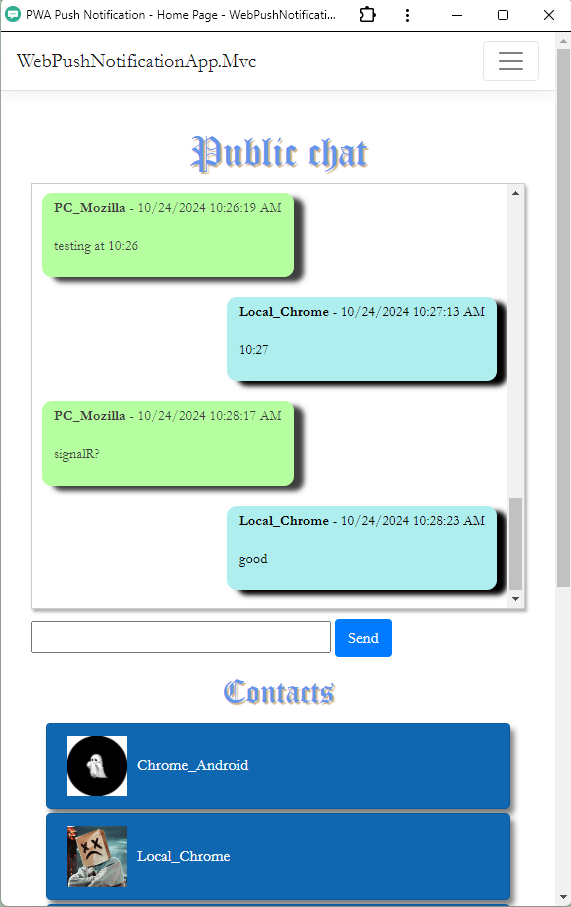 PWA Push Notification - Home Page - WebPushNotificati...
WebPushNotificationApp.Mvc
Public chat
PC_Mozilla - 10/24/2024 10:26:19 AM
testing at 10:26
Local_Chrome - 10/24/2024 10:27:13 AM
10:27
PC_Mozilla - 10/24/2024 10:28:17 AM
signalR?
Local_Chrome - 10/24/2024 10:28:23 AM
good
Send
Contacts
Chrome_Android
Local_Chrome